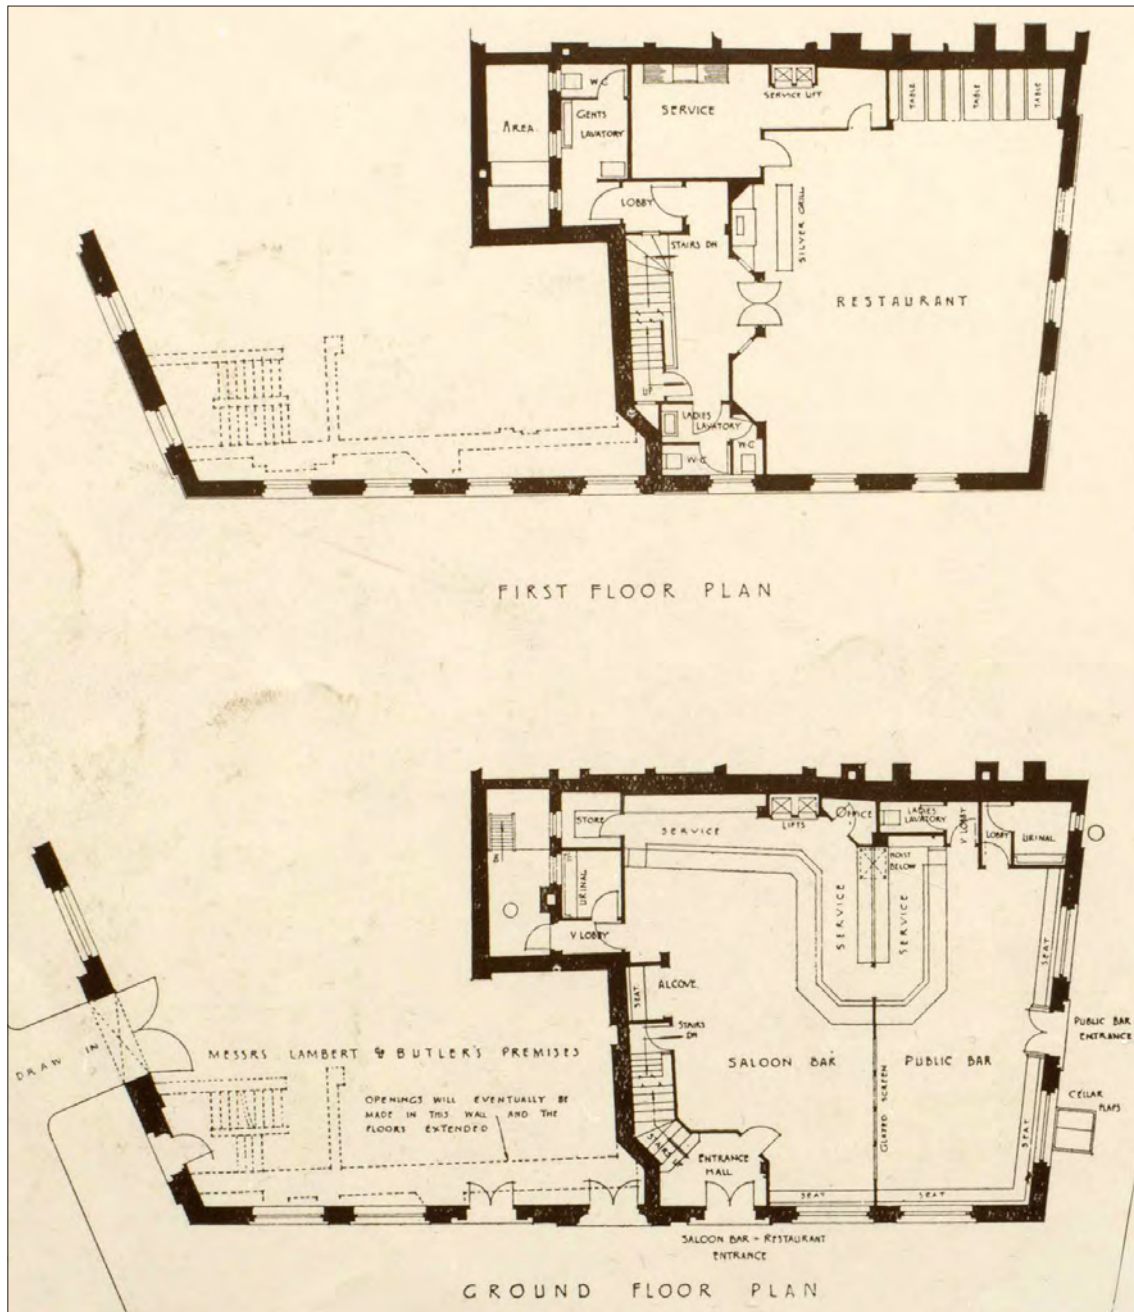 W.C
AREA.
GENTS
LAVATORY
SERVICE
SERVICE LIFT
TABLE
TABLE
TABLE
LOBBY
STAIRS DN
SILVER GRILL
RESTAURANT
UP
LADIES
LAVATORY
W.C
W.C
FIRST FLOOR PLAN
STORE
SERVICE
LIFTS
OFFICE
LADIES
LAVATORY
V LOBBY
LOBBY
URINAL
DN
URINAL
HOIST
BELOW
SERVICE
SERVICE
V LOBBY
SEAT
ALCOVE.
SEAT
STAIRS
DN
PUBLIC BAR
ENTRANCE
DRAW IN
MESSRS LAMBERT & BUTLER'S PREMISES
SALOON BAR
PUBLIC BAR
OPENINGS WILL EVENTUALLY BE
MADE IN THIS WALL AND THE
FLOORS EXTENDED
GLAZED SCREEN
CELLAR
FLAPS
SEAT
STAIRS UP
ENTRANCE
HALL
SEAT
SEAT
SALOON BAR - RESTAURANT
ENTRANCE
GROUND FLOOR PLAN